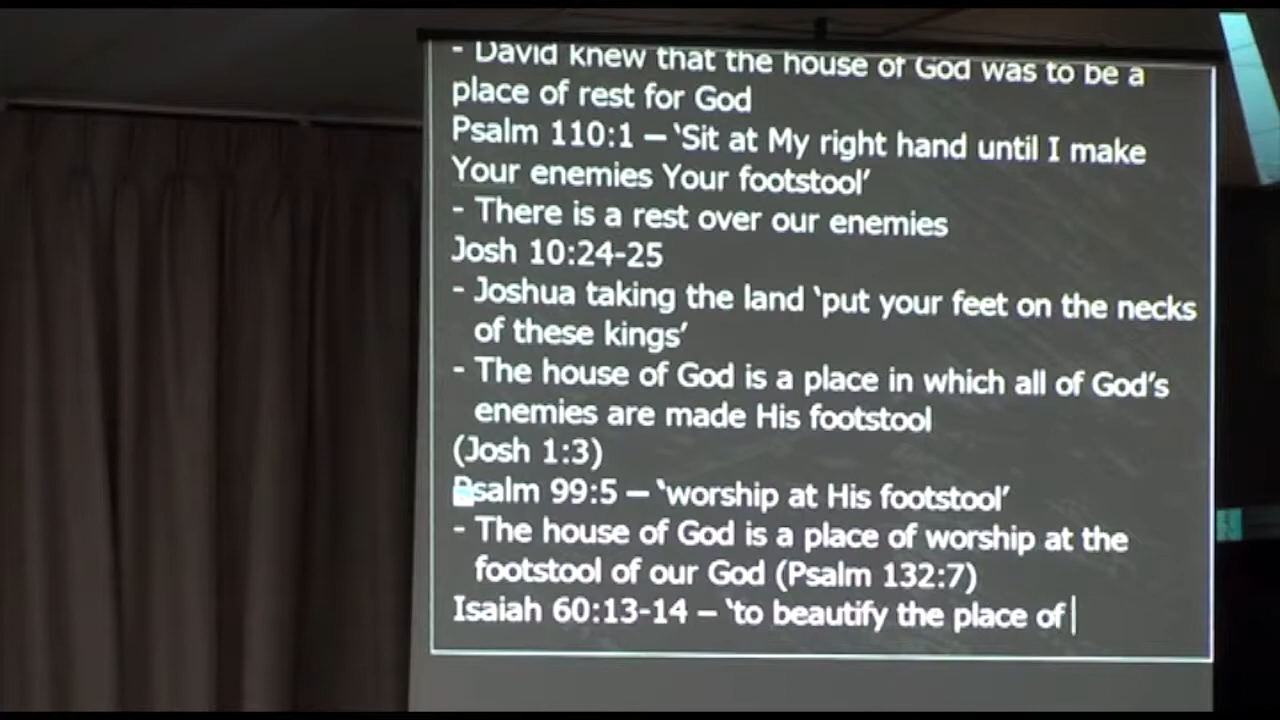 - David knew that the house of God was to be a
place of rest for God
Psalm 110:1 – ‘Sit at My right hand until I make
Your enemies Your footstool’
- There is a rest over our enemies
Josh 10:24-25
- Joshua taking the land ‘put your feet on the necks
of these kings’
- The house of God is a place in which all of God’s
enemies are made His footstool
(Josh 1:3)
Psalm 99:5 – ‘worship at His footstool’
- The house of God is a place of worship at the
footstool of our God (Psalm 132:7)
Isaiah 60:13-14 – ‘to beautify the place of